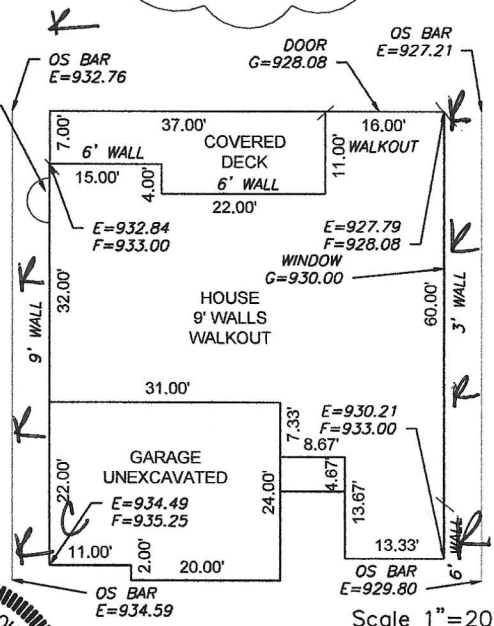 K
OS BAR
E=932.76
DOOR
G=928.08
OS BAR
E=927.21
K
7.00'
37.00'
16.00'
6' WALL
COVERED
DECK
11.00'
WALKOUT
15.00'
4.00'
6' WALL
22.00'
E=932.84
F=933.00
E=927.79
F=928.08
K
WINDOW
G=930.00
K
9' WALL
32.00'
HOUSE
9' WALLS
WALKOUT
60.00'
3' WALL
31.00'
K
K
7.33'
E=930.21
F=933.00
8.67'
GARAGE
UNEXCAVATED
4.67'
22.00'
24.00'
13.67'
E=934.49
F=935.25
C
K
11.00'
2.00'
20.00'
13.33'
6' WALL
K
OS BAR
E=934.59
OS BAR
E=929.80
Scale 1"=20